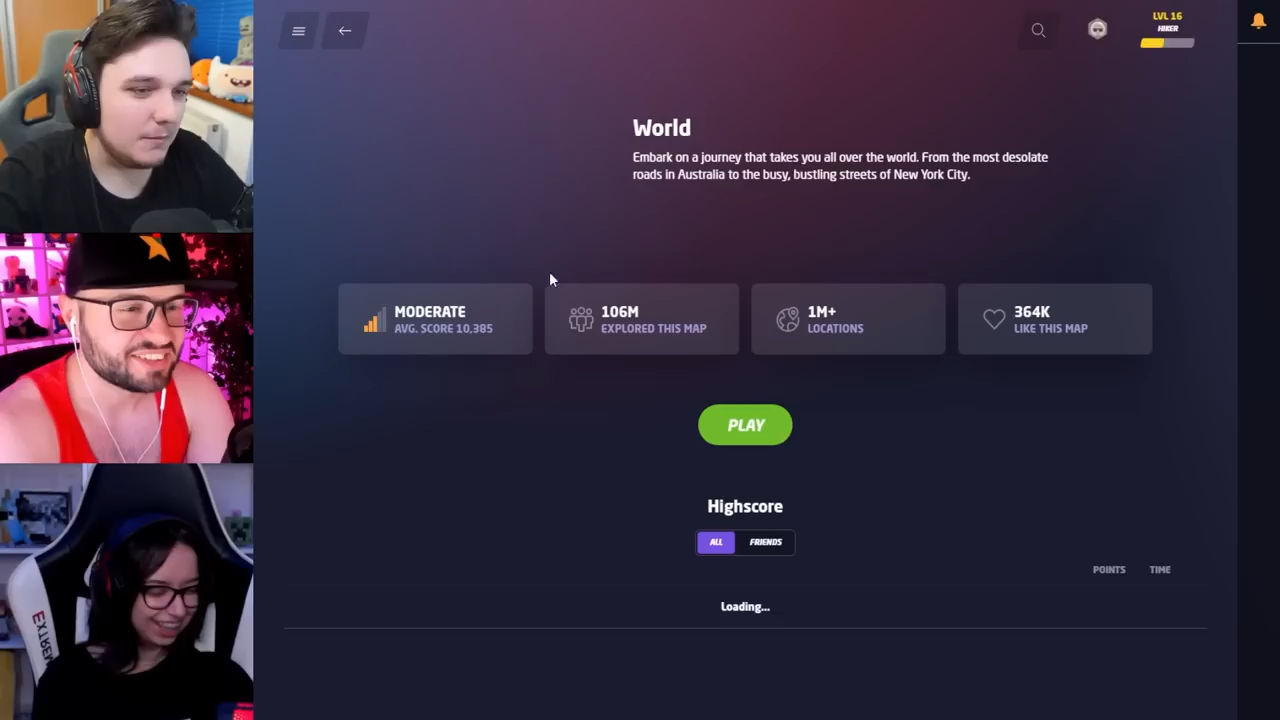 LVL 16
HIKER
World
Embark on a journey that takes you all over the world. From the most desolate
roads in Australia to the busy, bustling streets of New York City.
MODERATE
AVG. SCORE 10,385
106M
EXPLORED THIS MAP
1M+
LOCATIONS
364K
LIKE THIS MAP
PLAY
Highscore
ALL
FRIENDS
POINTS
TIME
Loading...
EXTREM